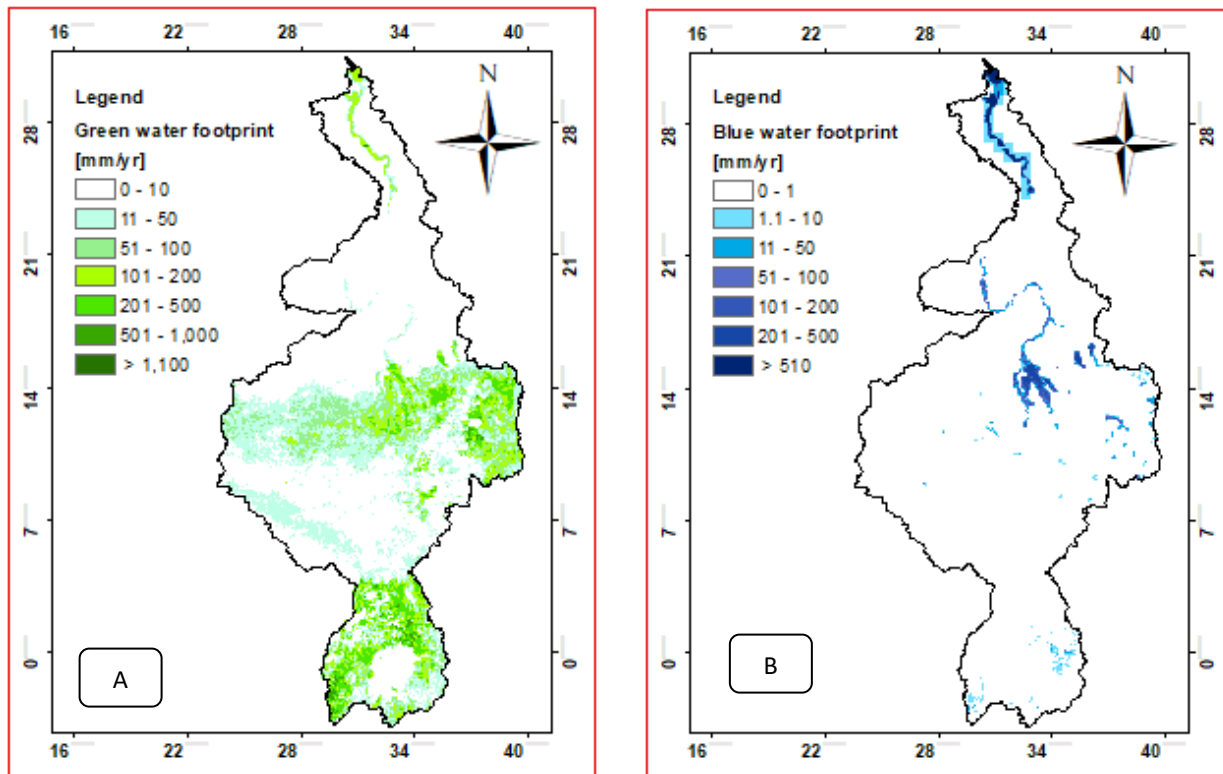 16 22 28 34 40
N
Legend
Green water footprint
[mm/yr]
0 - 10
11 - 50
51 - 100
101 - 200
201 - 500
501 - 1,000
> 1,100
28 28
21 21
14 14
7 7
0 0
A
16 22 28 34 40
16 22 28 34 40
N
Legend
Blue water footprint
[mm/yr]
0 - 1
1.1 - 10
11 - 50
51 - 100
101 - 200
201 - 500
> 510
28 28
21 21
14 14
7 7
0 0
B
16 22 28 34 40